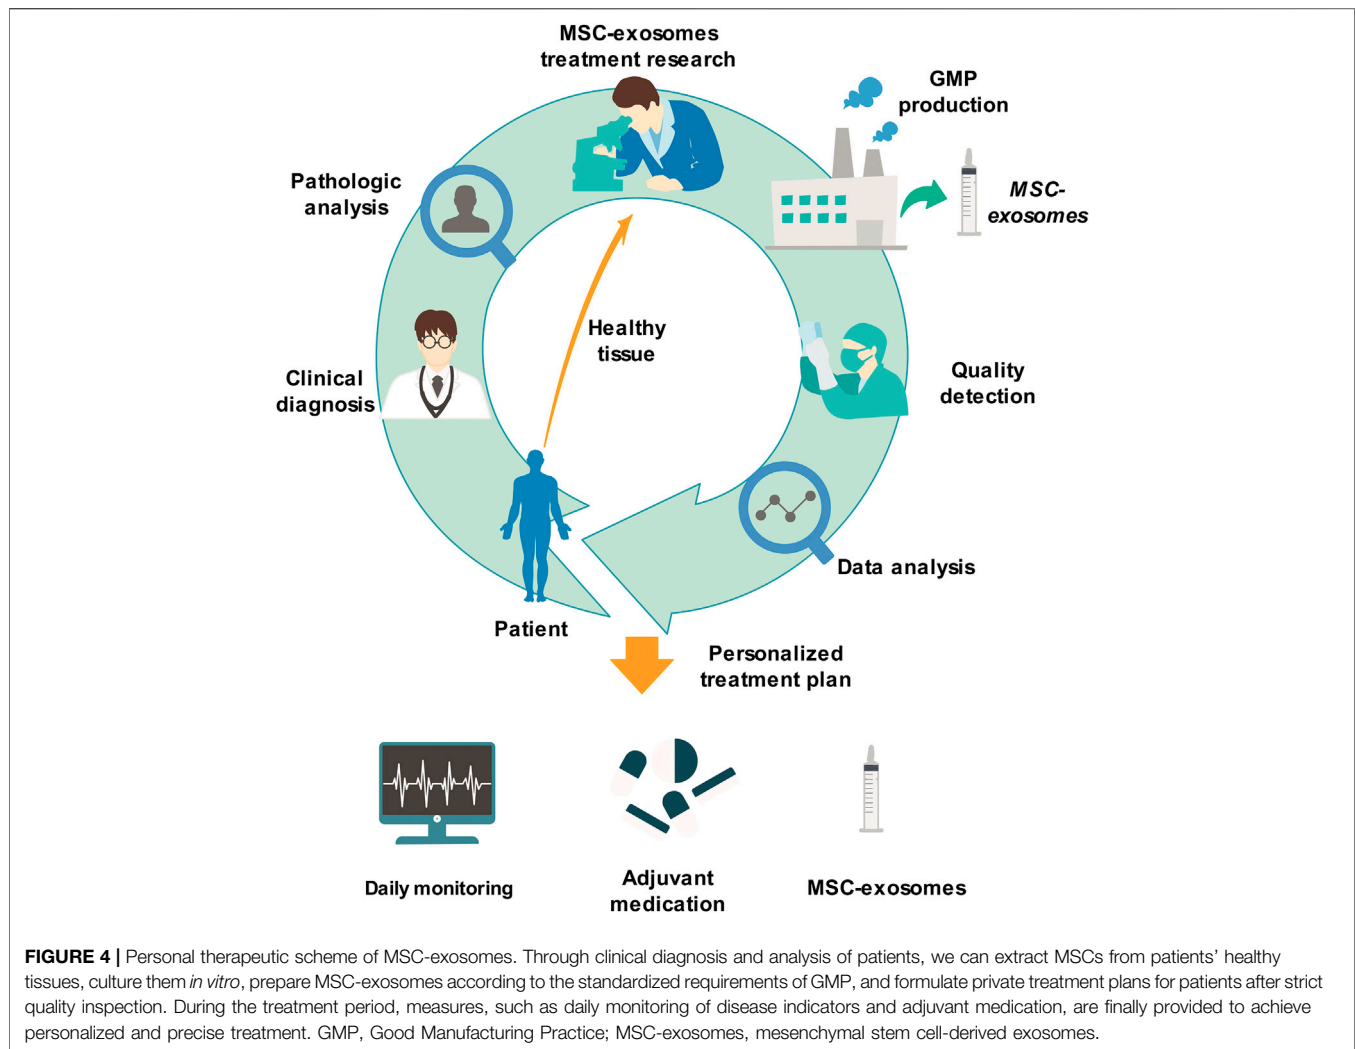 MSC-exosomes
treatment research
GMP
production
Pathologic
analysis
MSC-
exosomes
Healthy
tissue
Clinical
diagnosis
Quality
detection
Data analysis
Patient
Personalized
treatment plan
Daily monitoring
Adjuvant
medication
MSC-exosomes
FIGURE 4 | Personal therapeutic scheme of MSC-exosomes. Through clinical diagnosis and analysis of patients, we can extract MSCs from patients’ healthy
tissues, culture them in vitro, prepare MSC-exosomes according to the standardized requirements of GMP, and formulate private treatment plans for patients after strict
quality inspection. During the treatment period, measures, such as daily monitoring of disease indicators and adjuvant medication, are finally provided to achieve
personalized and precise treatment. GMP, Good Manufacturing Practice; MSC-exosomes, mesenchymal stem cell-derived exosomes.